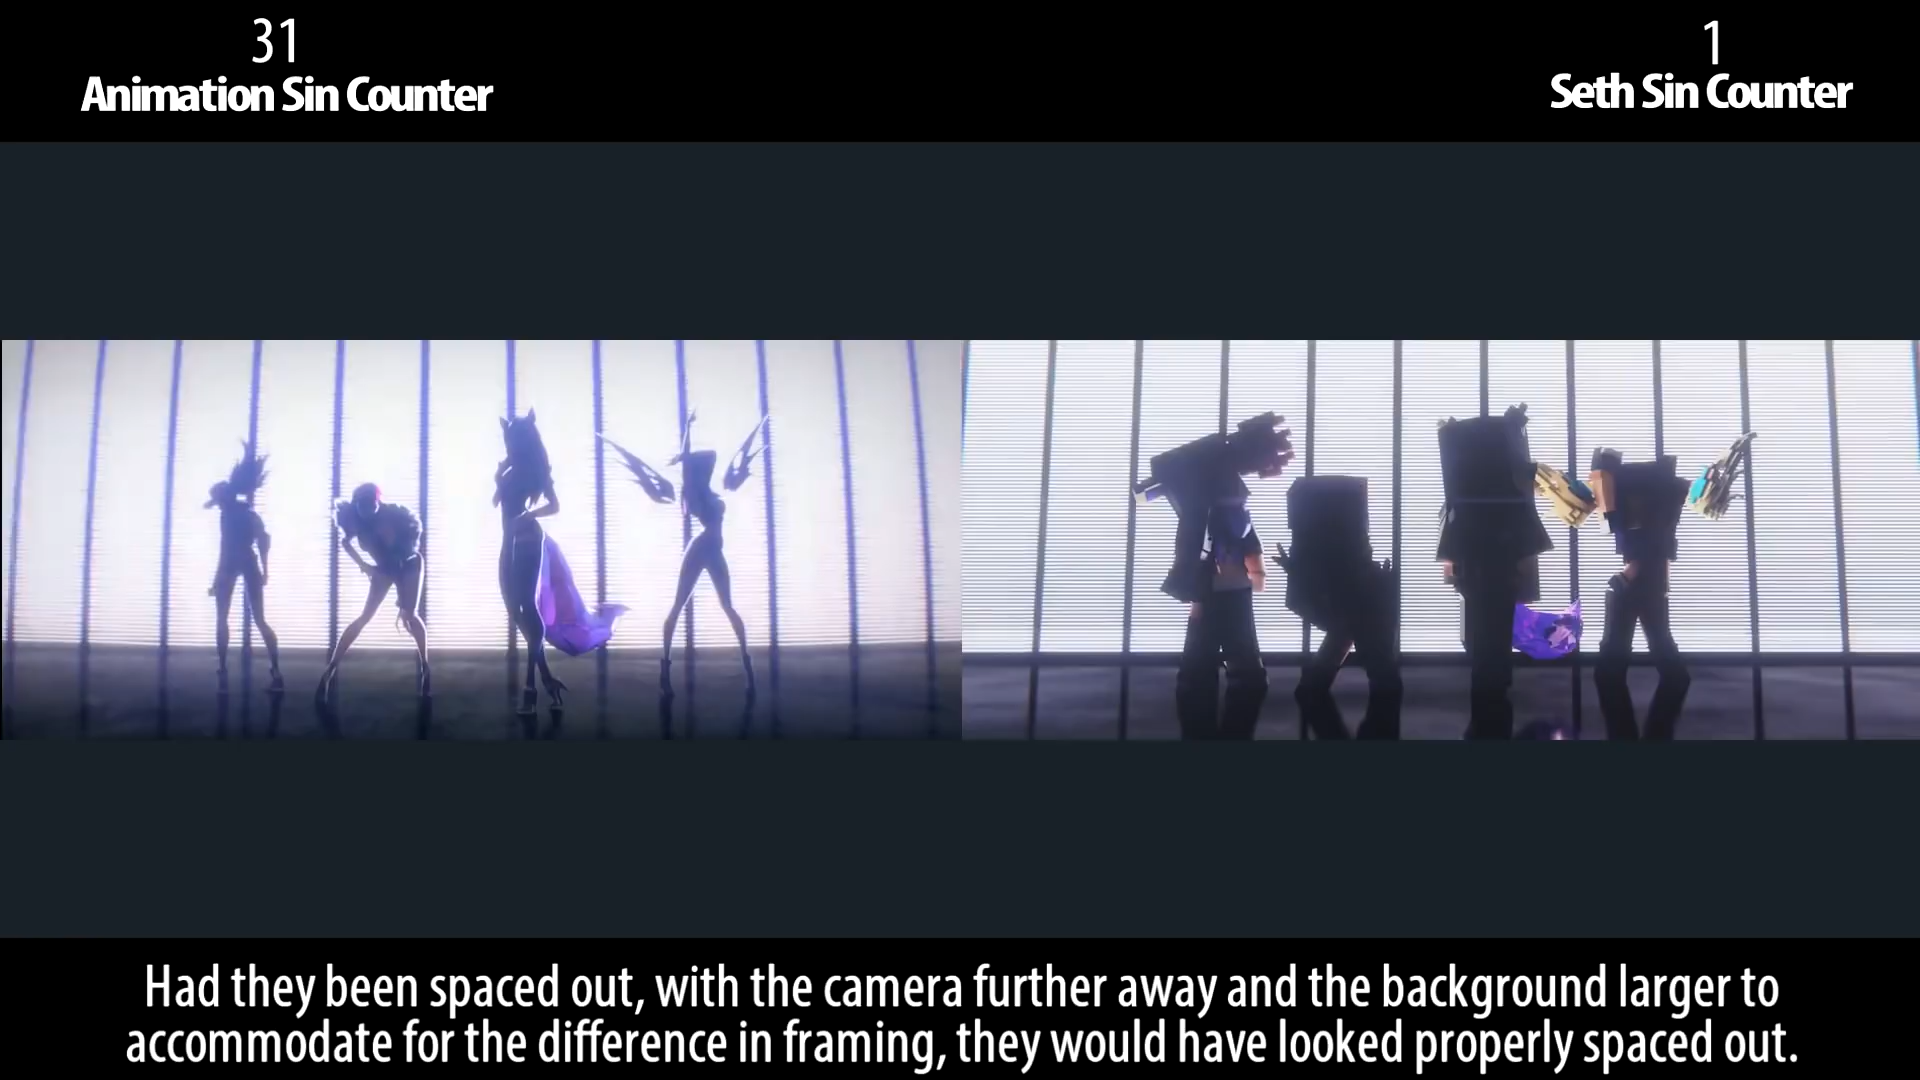 31
Animation Sin Counter
1
Seth Sin Counter
Had they been spaced out, with the camera further away and the background larger to
accommodate for the difference in framing, they would have looked properly spaced out.